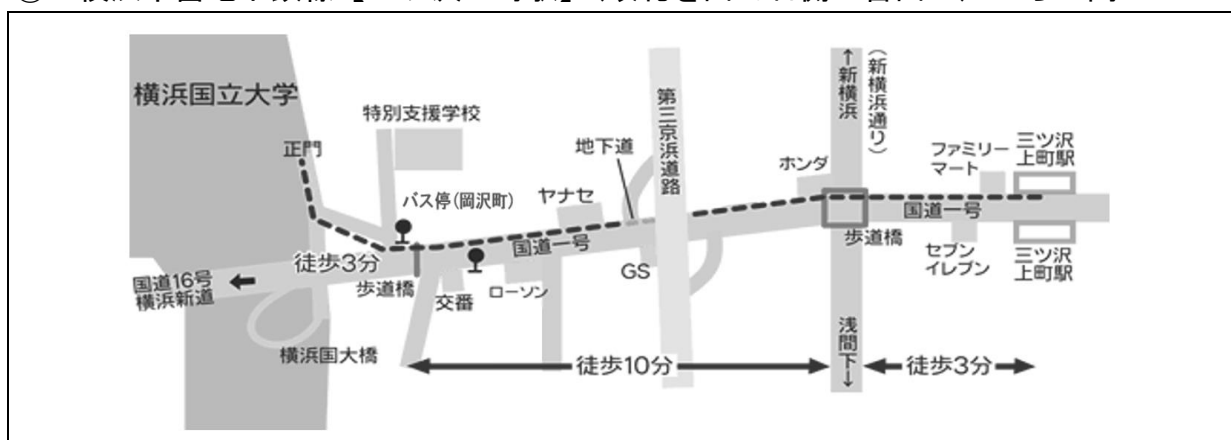 横浜国立大学
正門
特別支援学校
バス停(岡沢町)
ヤナセ
地下道
第三京浜道路
ホンダ
↑新横浜
(新横浜通り)
ファミリー
マート
三ツ沢
上町駅
国道一号
歩道橋
セブン
イレブン
三ツ沢
上町駅
国道一号
GS
ローソン
交番
歩道橋
徒歩3分
国道16号
横浜新道
横浜国大橋
徒歩10分
浅間下↓
徒歩3分